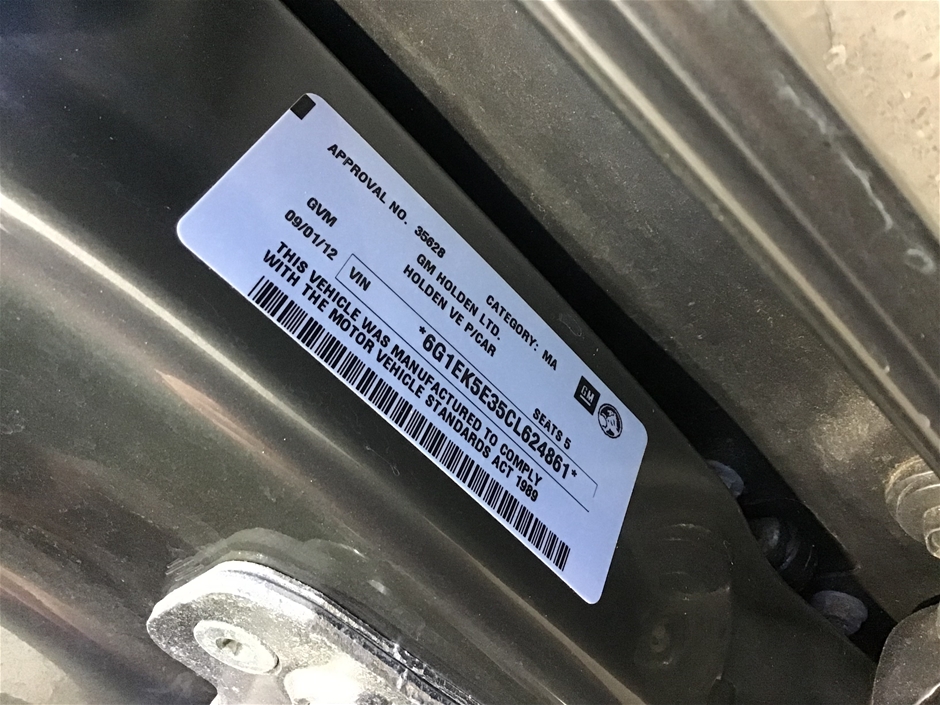 APPROVAL NO. 35628 CATEGORY: MA
GM HOLDEN LTD.
GVM HOLDEN VE P/CAR SEATS 5
09/01/12 VIN *6G1EK5E35CL624861*
THIS VEHICLE WAS MANUFACTURED TO COMPLY
WITH THE MOTOR VEHICLE STANDARDS ACT 1989
GM